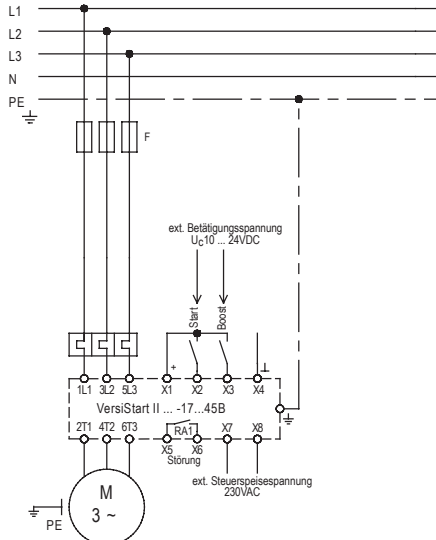 L1
L2
L3
N
PE
F
ext. Betätigungsspannung
UC10 ... 24VDC
Start
Boost
+
1L1 3L2 5L3 X1 X2 X3 X4
VersiStart II ... -17...45B
2T1 4T2 6T3 RA1 X7 X8
X5 X6
Störung
ext. Steuerspeisespannung
230VAC
M
3 ~
PE